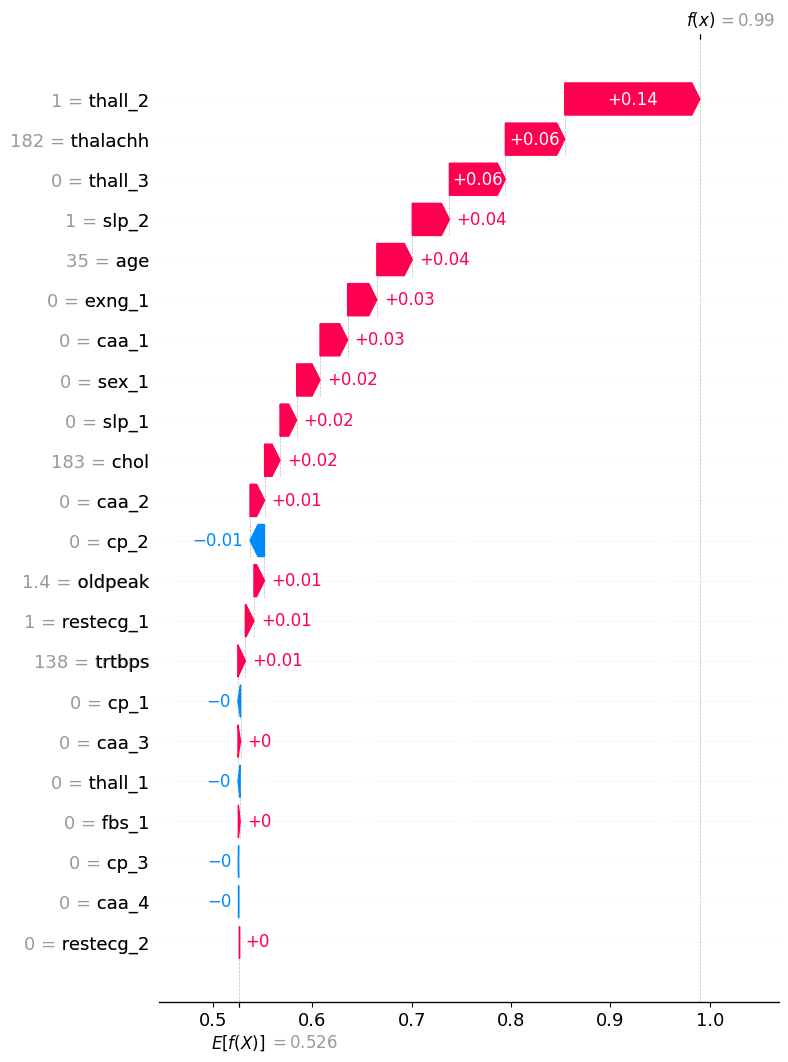 f(x) = 0.99
1 = thall_2 +0.14
182 = thalachh +0.06
0 = thall_3 +0.06
1 = slp_2 +0.04
35 = age +0.04
0 = exng_1 +0.03
0 = caa_1 +0.03
0 = sex_1 +0.02
0 = slp_1 +0.02
183 = chol +0.02
0 = caa_2 +0.01
0 = cp_2 −0.01
1.4 = oldpeak +0.01
1 = restecg_1 +0.01
138 = trtbps +0.01
0 = cp_1 −0
0 = caa_3 +0
0 = thall_1 −0
0 = fbs_1 +0
0 = cp_3 −0
0 = caa_4 −0
0 = restecg_2 +0
0.5 0.6 0.7 0.8 0.9 1.0
E[f(X)] = 0.526